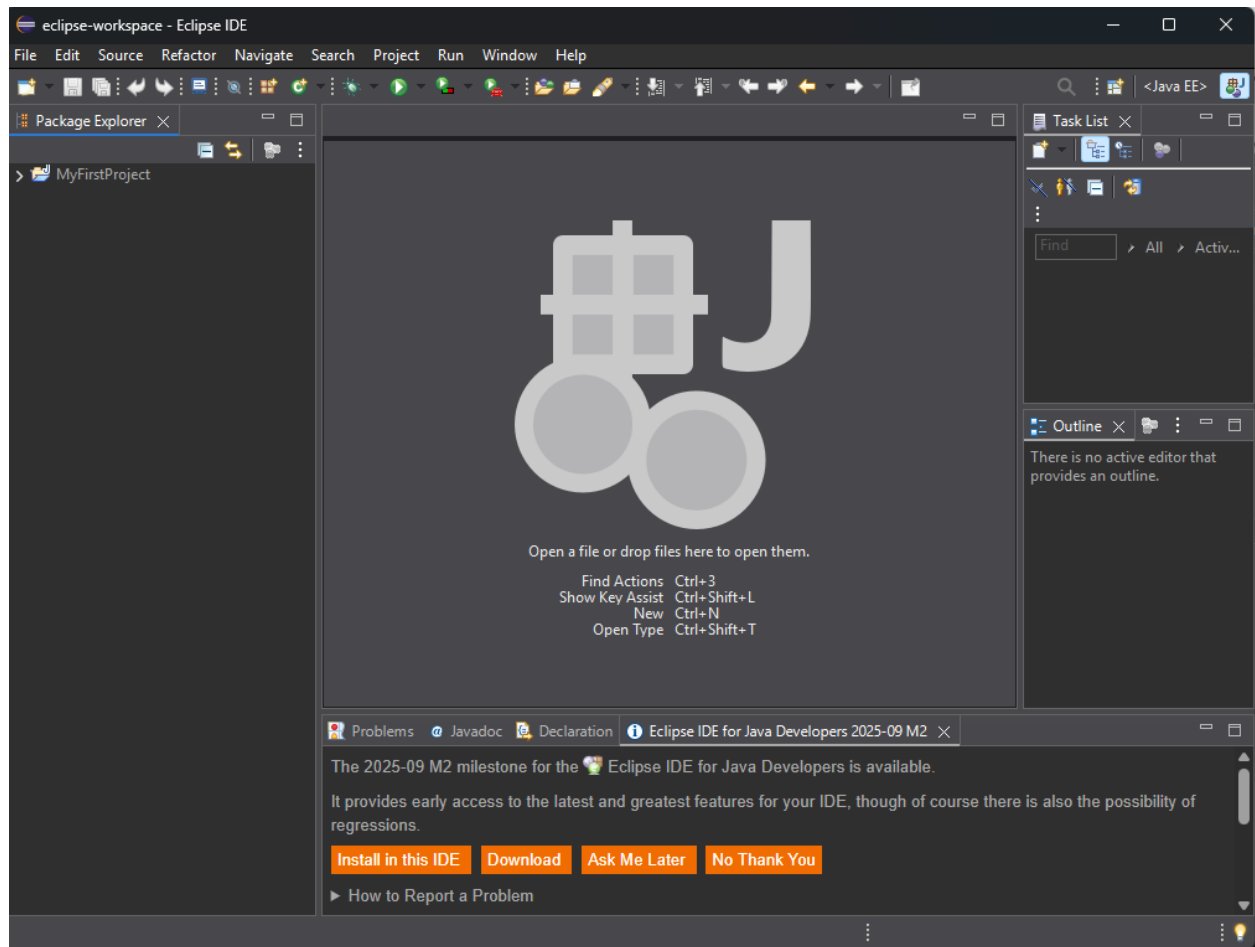 eclipse-workspace - Eclipse IDE
File Edit Source Refactor Navigate Search Project Run Window Help
<Java EE>
Package Explorer
MyFirstProject
Open a file or drop files here to open them.
Find Actions Ctrl+3
Show Key Assist Ctrl+Shift+L
New Ctrl+N
Open Type Ctrl+Shift+T
Task List
Find All Activ...
Outline
There is no active editor that
provides an outline.
Problems @ Javadoc Declaration Eclipse IDE for Java Developers 2025-09 M2
The 2025-09 M2 milestone for the Eclipse IDE for Java Developers is available.
It provides early access to the latest and greatest features for your IDE, though of course there is also the possibility of
regressions.
Install in this IDE Download Ask Me Later No Thank You
How to Report a Problem